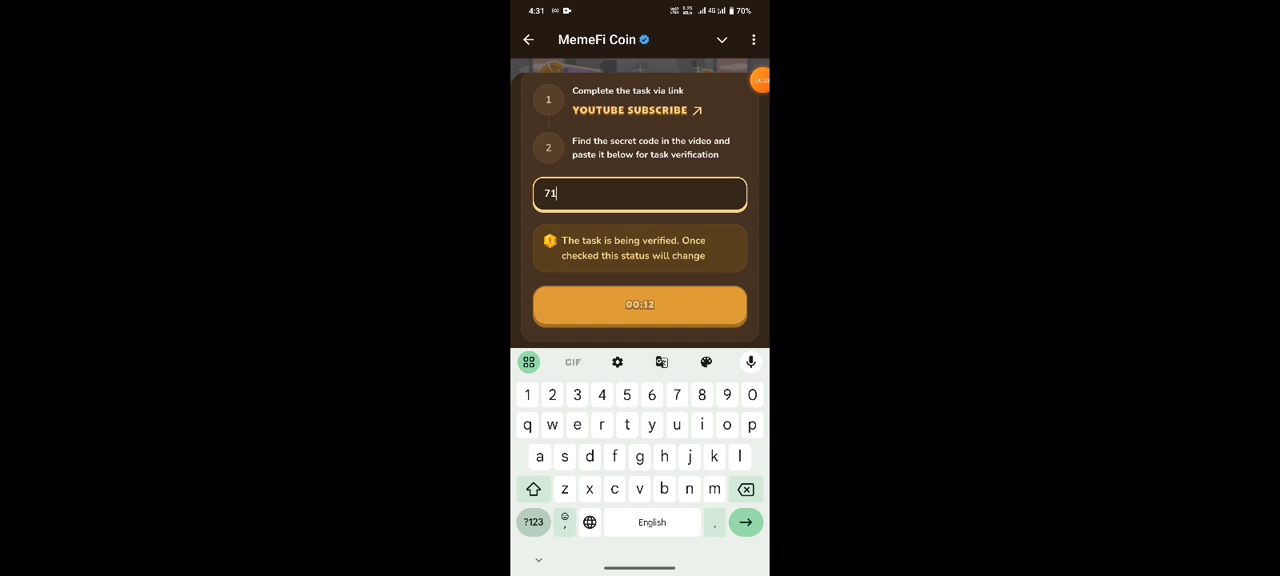 4:31
4G 70%
MemeFi Coin
1
Complete the task via link
YOUTUBE SUBSCRIBE
2
Find the secret code in the video and
paste it below for task verification
71
The task is being verified. Once
checked this status will change
00:12
GIF
1 2 3 4 5 6 7 8 9 0
q w e r t y u i o p
a s d f g h j k l
z x c v b n m
?123 , English .